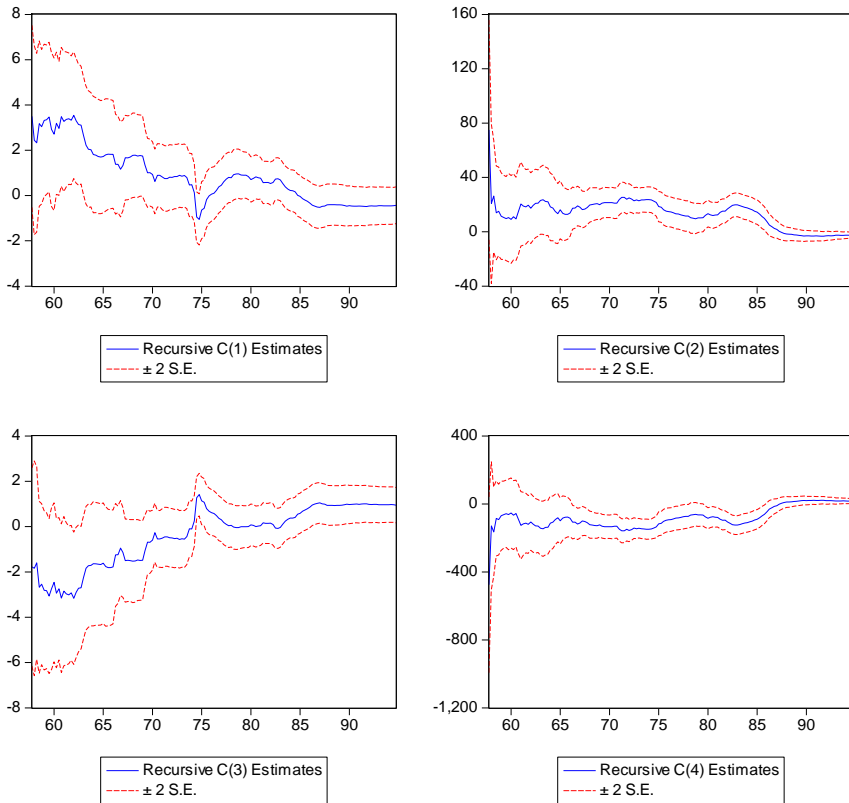 8
6
4
2
0
-2
-4
60 65 70 75 80 85 90
Recursive C(1) Estimates
± 2 S.E.
160
120
80
40
0
-40
60 65 70 75 80 85 90
Recursive C(2) Estimates
± 2 S.E.
4
2
0
-2
-4
-6
-8
60 65 70 75 80 85 90
Recursive C(3) Estimates
± 2 S.E.
400
0
-400
-800
-1,200
60 65 70 75 80 85 90
Recursive C(4) Estimates
± 2 S.E.